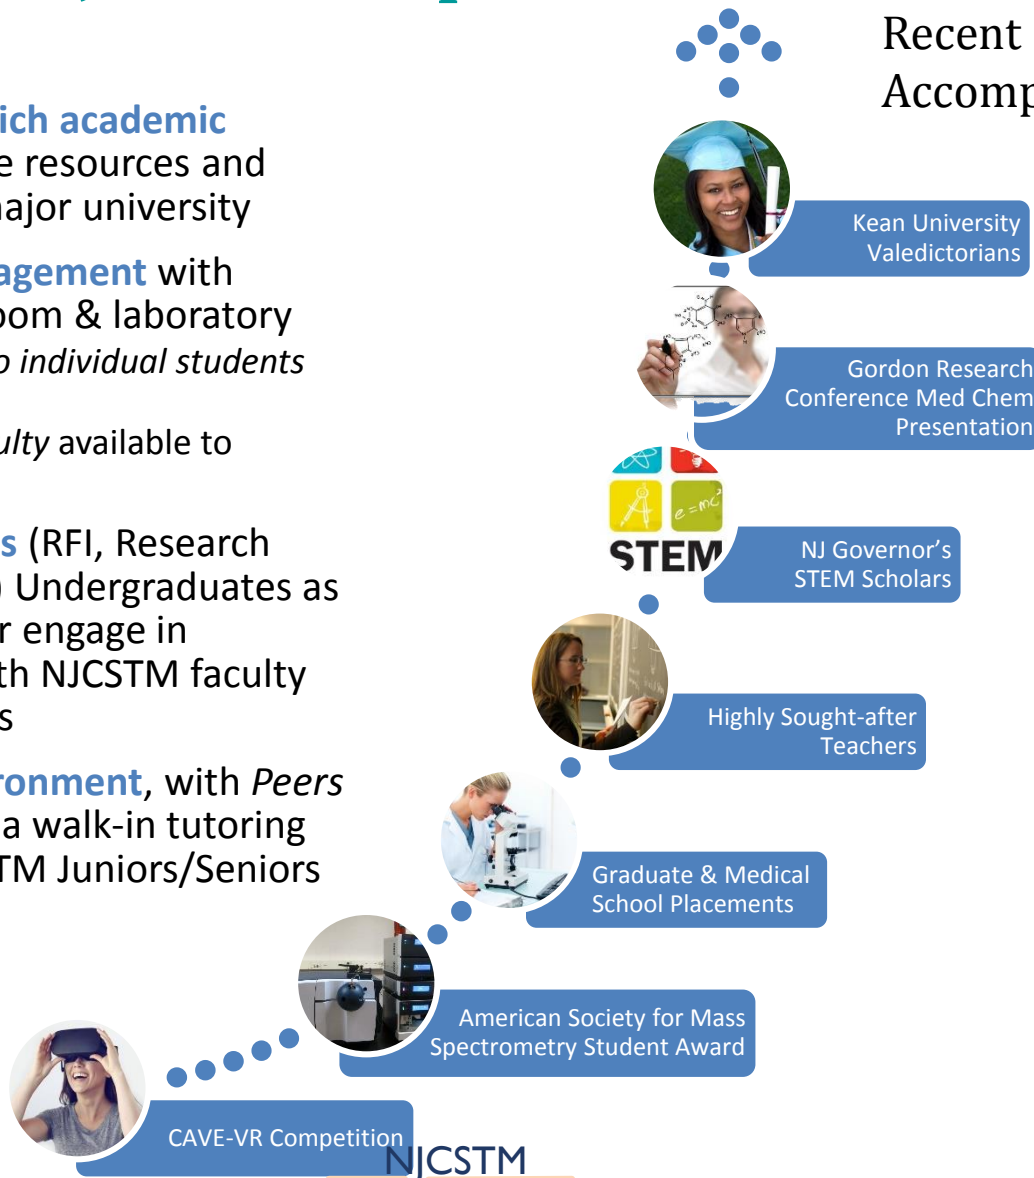 Recent
Accomp
ich academic
e resources and
major university
agement with
oom & laboratory
o individual students
ulty available to
s (RFI, Research
) Undergraduates as
r engage in
th NJCSTM faculty
s
ronment, with Peers
a walk-in tutoring
TM Juniors/Seniors
Kean University
Valedictorians
Gordon Research
Conference Med Chem
Presentation
e=mc²
STEM
NJ Governor's
STEM Scholars
Highly Sought-after
Teachers
Graduate & Medical
School Placements
American Society for Mass
Spectrometry Student Award
CAVE-VR Competition
NJCSTM